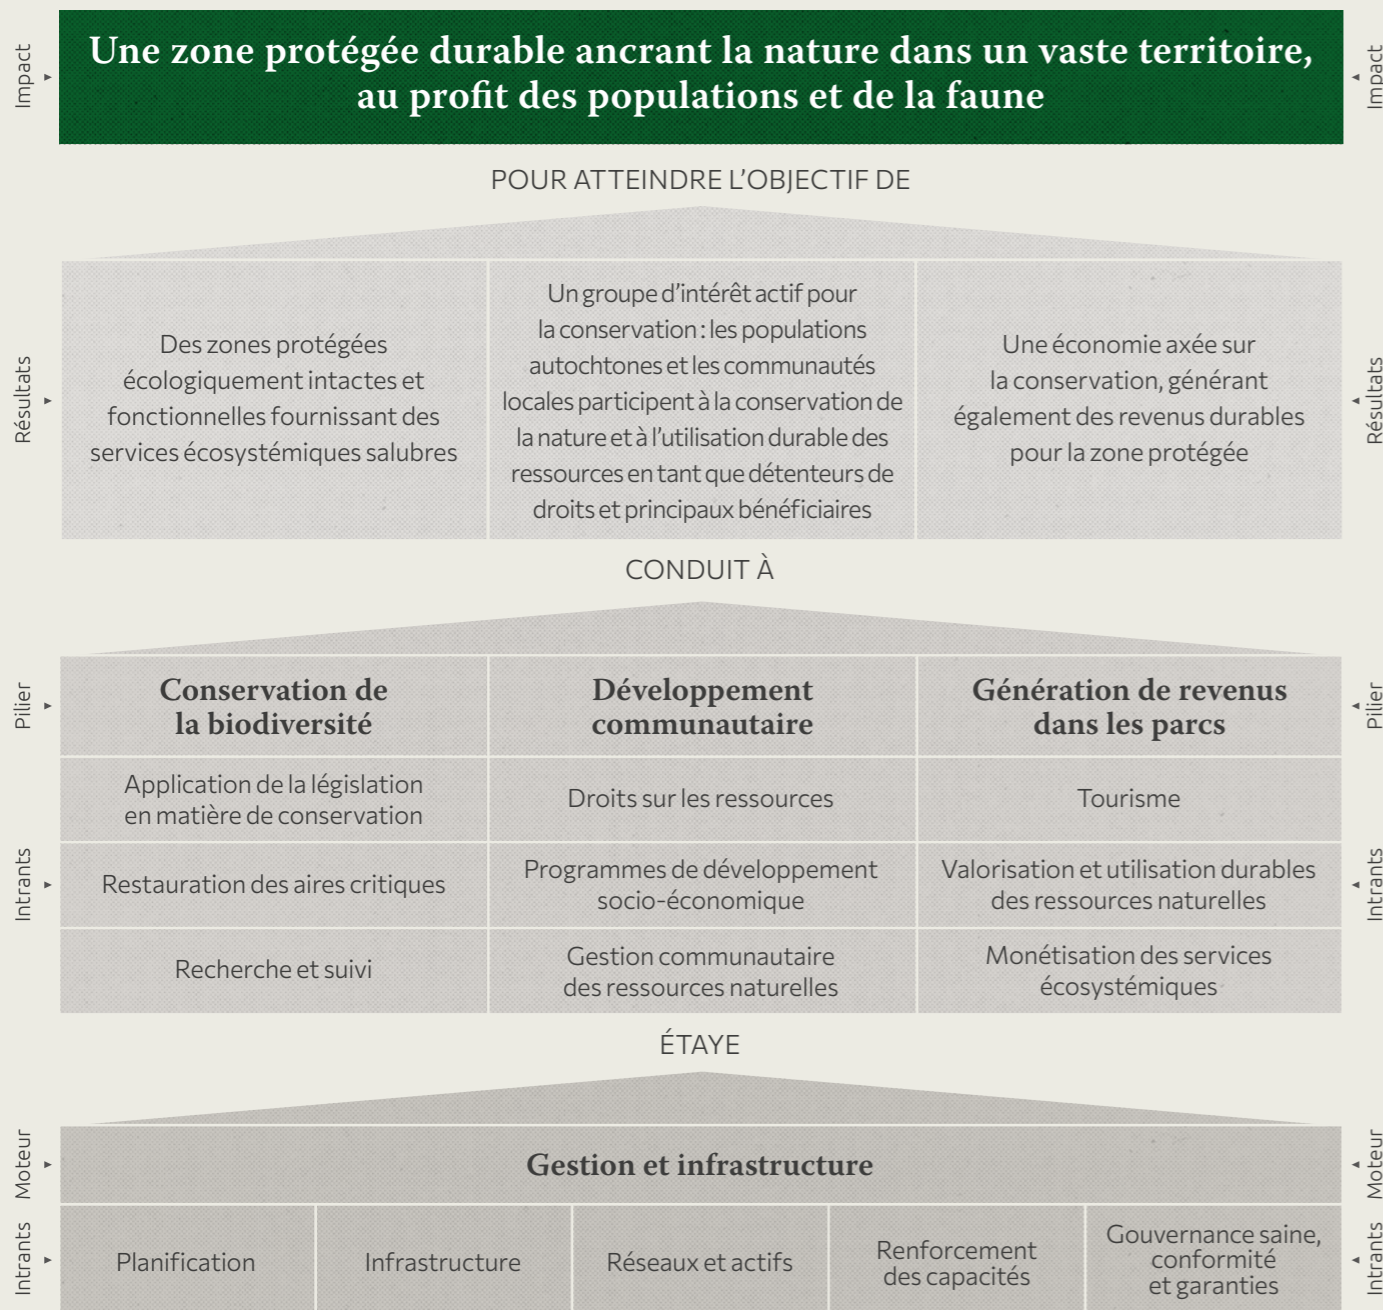 Impact
Une zone protégée durable ancrant la nature dans un vaste territoire,
au profit des populations et de la faune
Impact
POUR ATTEINDRE L’OBJECTIF DE
Résultats
Des zones protégées
écologiquement intactes et
fonctionnelles fournissant des
services écosystémiques salubres
Un groupe d’intérêt actif pour
la conservation : les populations
autochtones et les communautés
locales participent à la conservation de
la nature et à l’utilisation durable des
ressources en tant que détenteurs de
droits et principaux bénéficiaires
Une économie axée sur
la conservation, générant
également des revenus durables
pour la zone protégée
Résultats
CONDUIT À
Pilier
Conservation de
la biodiversité
Développement
communautaire
Génération de revenus
dans les parcs
Pilier
Intrants
Application de la législation
en matière de conservation
Droits sur les ressources
Tourisme
Restauration des aires critiques
Programmes de développement
socio-économique
Valorisation et utilisation durables
des ressources naturelles
Recherche et suivi
Gestion communautaire
des ressources naturelles
Monétisation des services
écosystémiques
Intrants
ÉTAYE
Moteur
Gestion et infrastructure
Moteur
Intrants
Planification
Infrastructure
Réseaux et actifs
Renforcement
des capacités
Gouvernance saine,
conformité
et garanties
Intrants